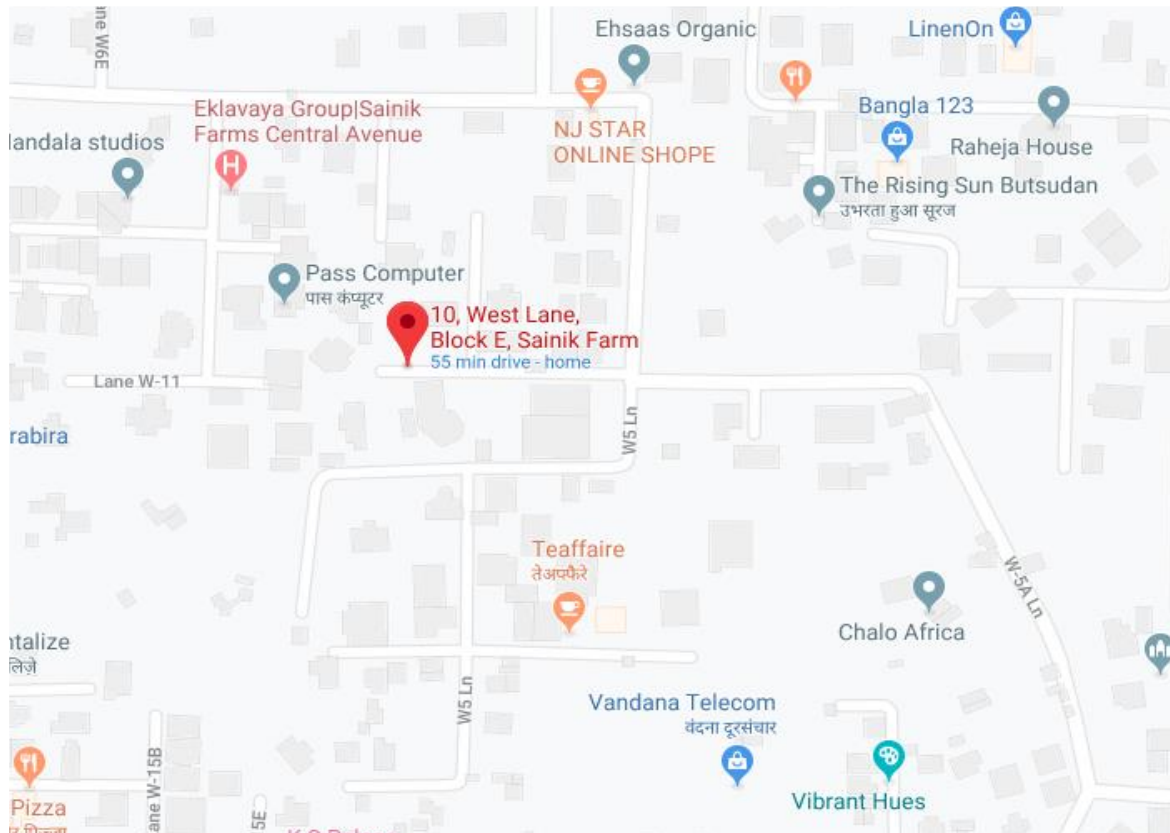 Lane W6E
Ehsaas Organic
LinenOn
Eklavaya Group|Sainik
Farms Central Avenue
NJ STAR
ONLINE SHOPE
Bangla 123
Raheja House
landala studios
The Rising Sun Butsudan
उभरता हुआ सूरज
Pass Computer
पास कंप्यूटर
10, West Lane,
Block E, Sainik Farm
55 min drive - home
Lane W-11
rabira
W5 Ln
Teaffaire
तेअफ्फैरे
W-5A Ln
Chalo Africa
ntalize
लिज़े
W5 Ln
Vandana Telecom
वंदना दूरसंचार
ane W-15B
Vibrant Hues
Pizza
5E